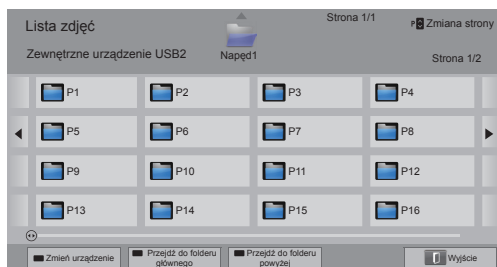 Lista zdjęć
Strona 1/1
P Zmiana strony
Zewnętrzne urządzenie USB2
Napęd1
Strona 1/2
P1 P2 P3 P4
P5 P6 P7 P8
P9 P10 P11 P12
P13 P14 P15 P16
Zmień urządzenie
Przejdź do folderu
głównego
Przejdź do folderu
powyżej
Wyjście